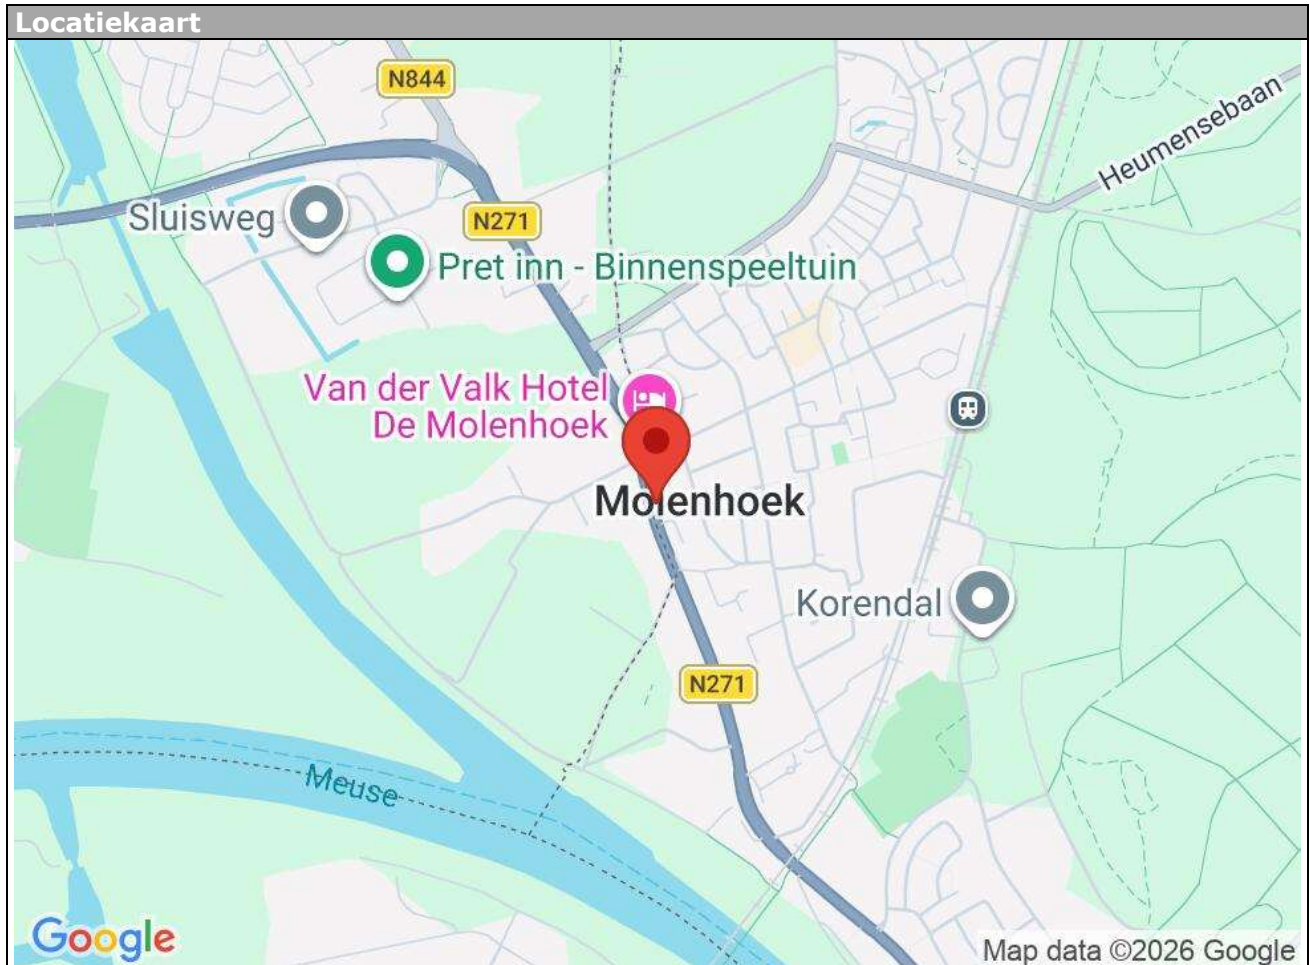 Locatiekaart
N844
Heumensebaan
Sluisweg
N271
Pret inn - Binnenspeeltuin
Van der Valk Hotel
De Molenhoek
Molenhoek
Korendal
N271
Meuse
Google
Map data ©2026 Google